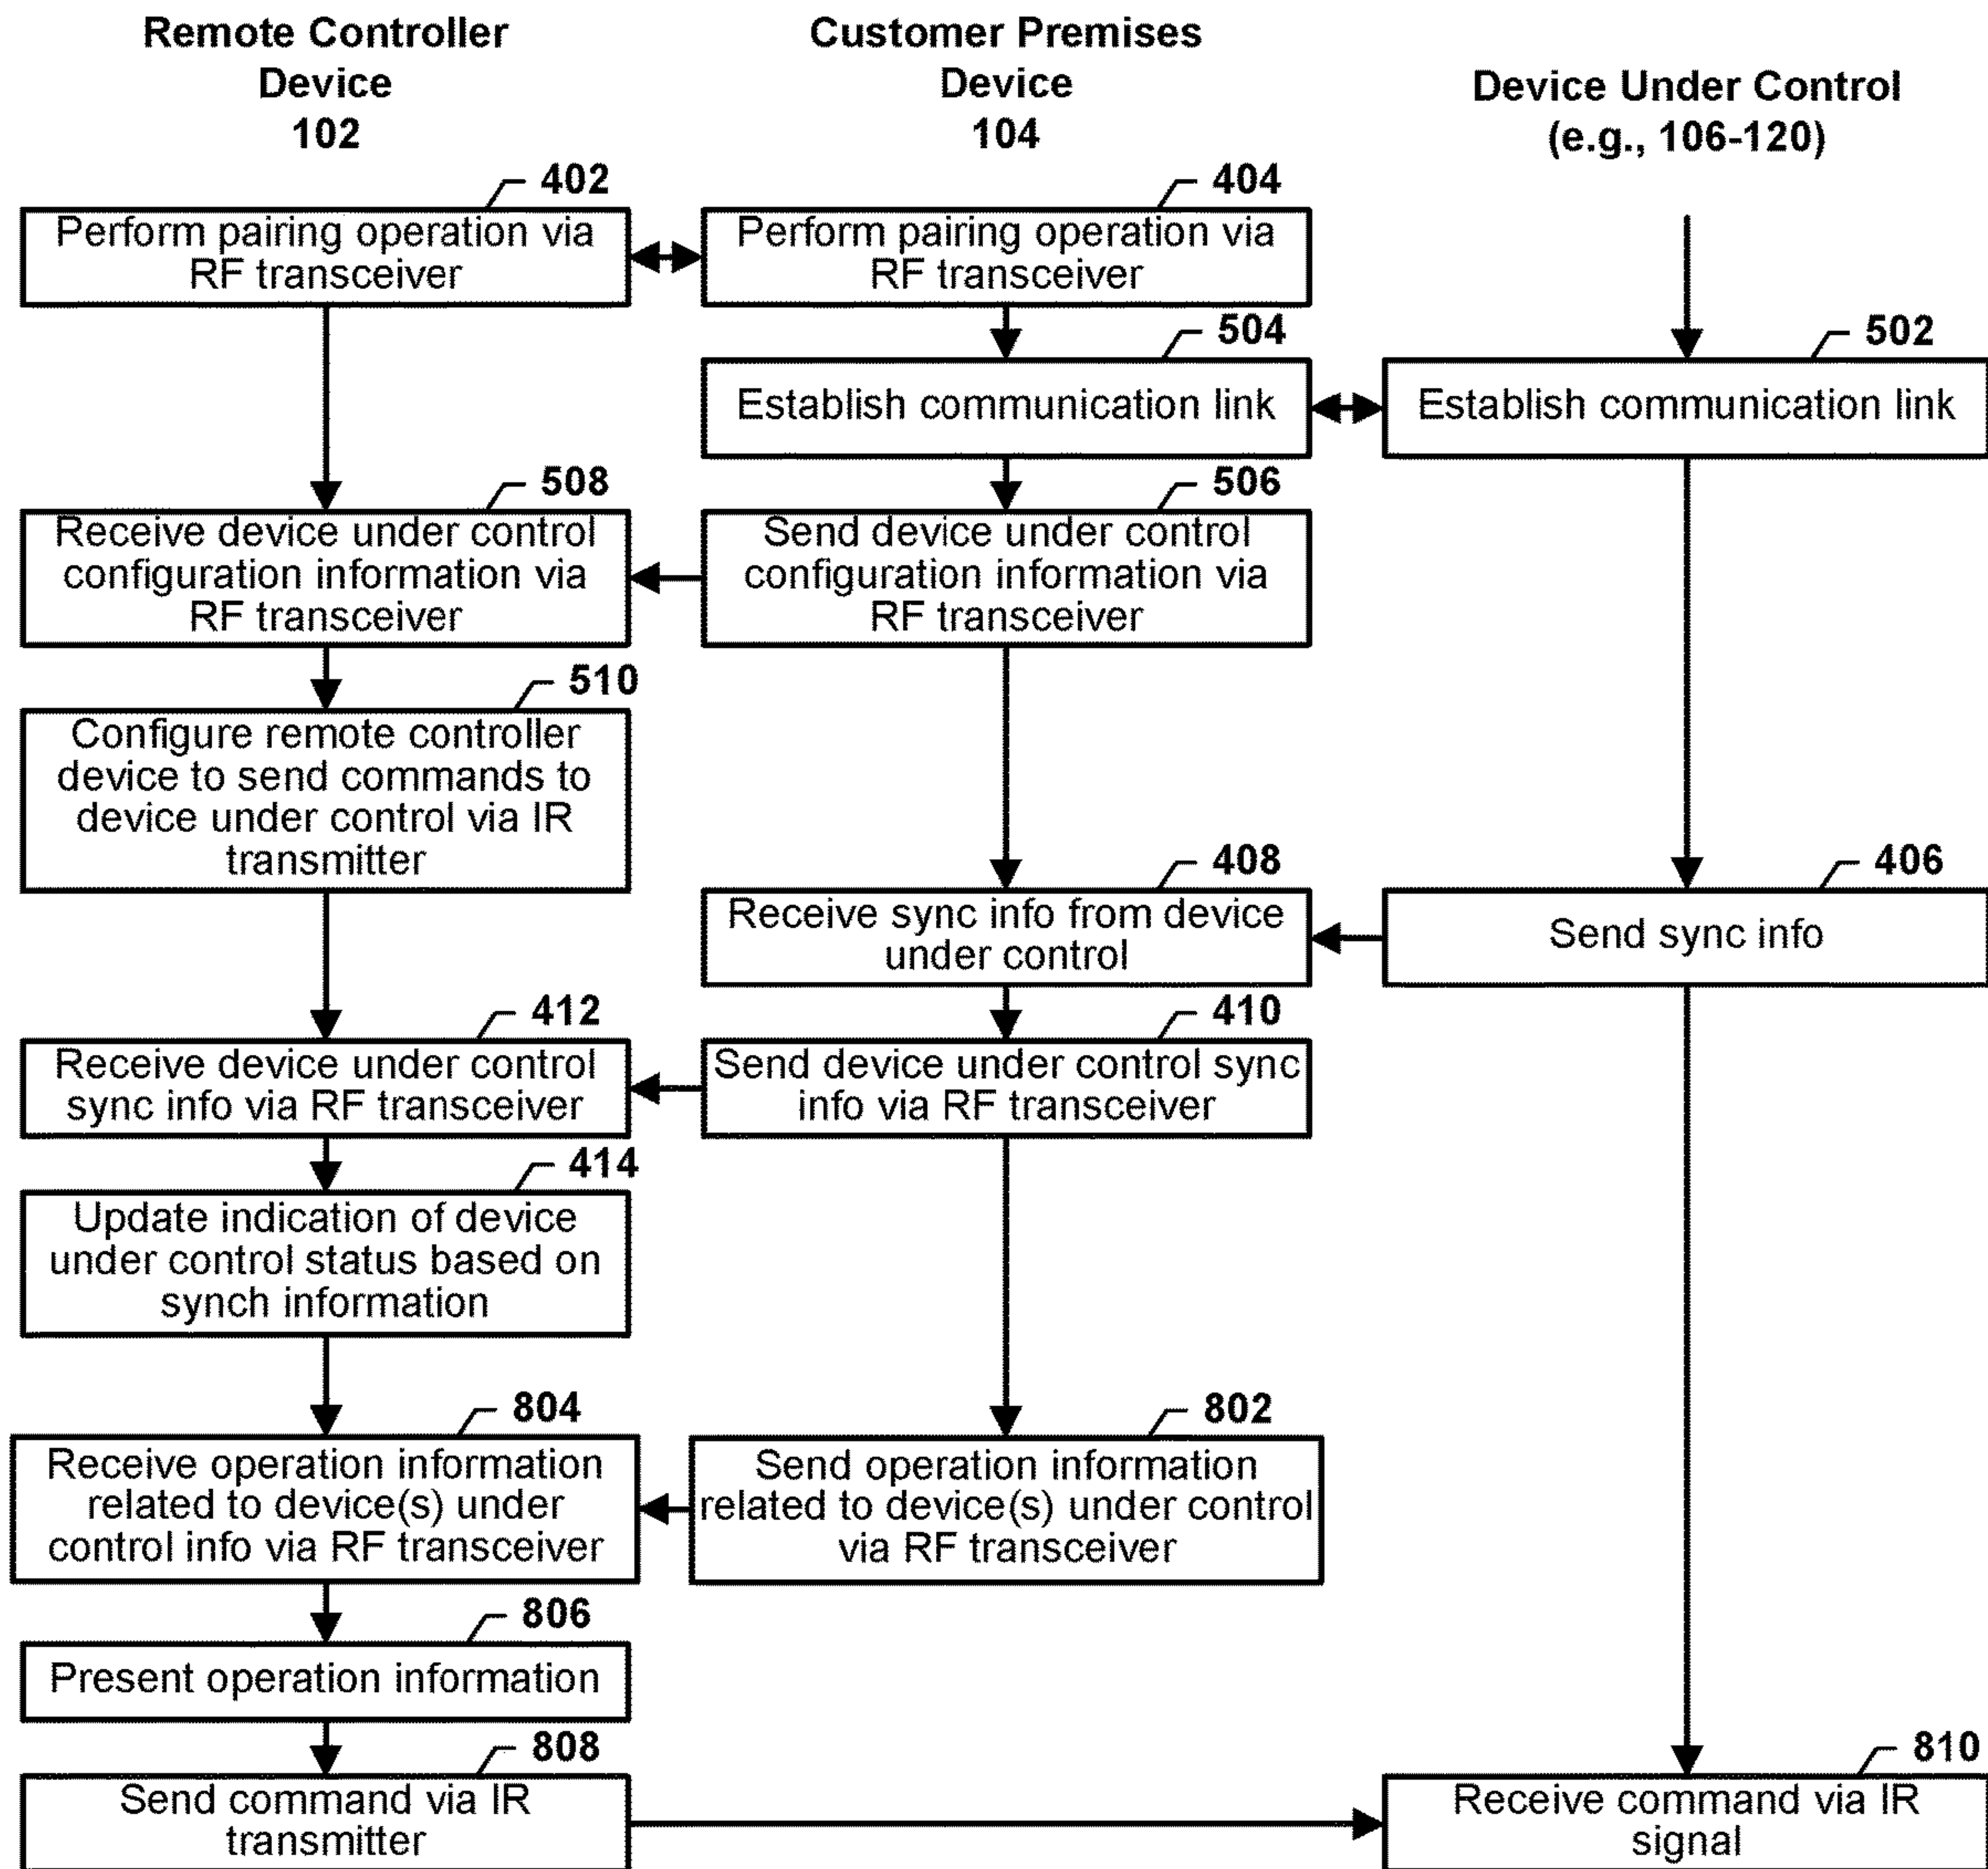 Remote Controller
Device
102
Customer Premises
Device
104
Device Under Control
(e.g., 106-120)
402
Perform pairing operation via
RF transceiver
404
Perform pairing operation via
RF transceiver
504
Establish communication link
502
Establish communication link
508
Receive device under control
configuration information via
RF transceiver
506
Send device under control
configuration information via
RF transceiver
510
Configure remote controller
device to send commands to
device under control via IR
transmitter
408
Receive sync info from device
under control
406
Send sync info
412
Receive device under control
sync info via RF transceiver
410
Send device under control sync
info via RF transceiver
414
Update indication of device
under control status based on
synch information
804
Receive operation information
related to device(s) under
control info via RF transceiver
802
Send operation information
related to device(s) under control
via RF transceiver
806
Present operation information
808
Send command via IR
transmitter
810
Receive command via IR
signal